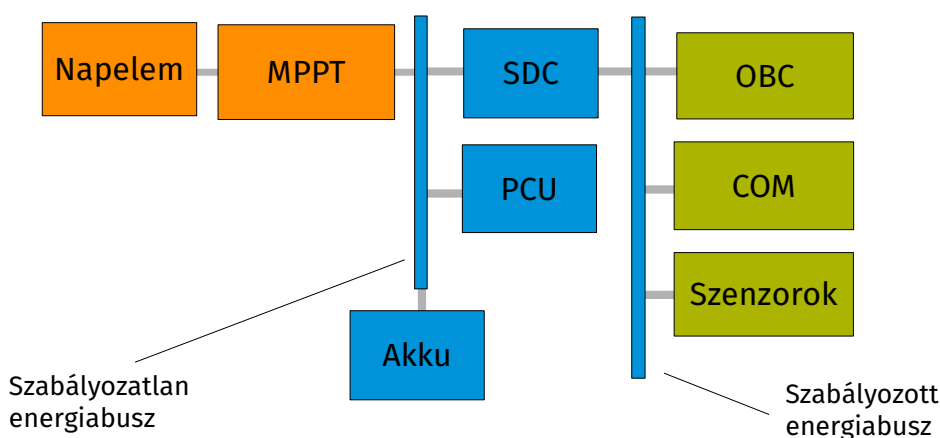 Napelem
MPPT
SDC
OBC
PCU
COM
Szenzorok
Akku
Szabályozatlan
energiabusz
Szabályozott
energiabusz